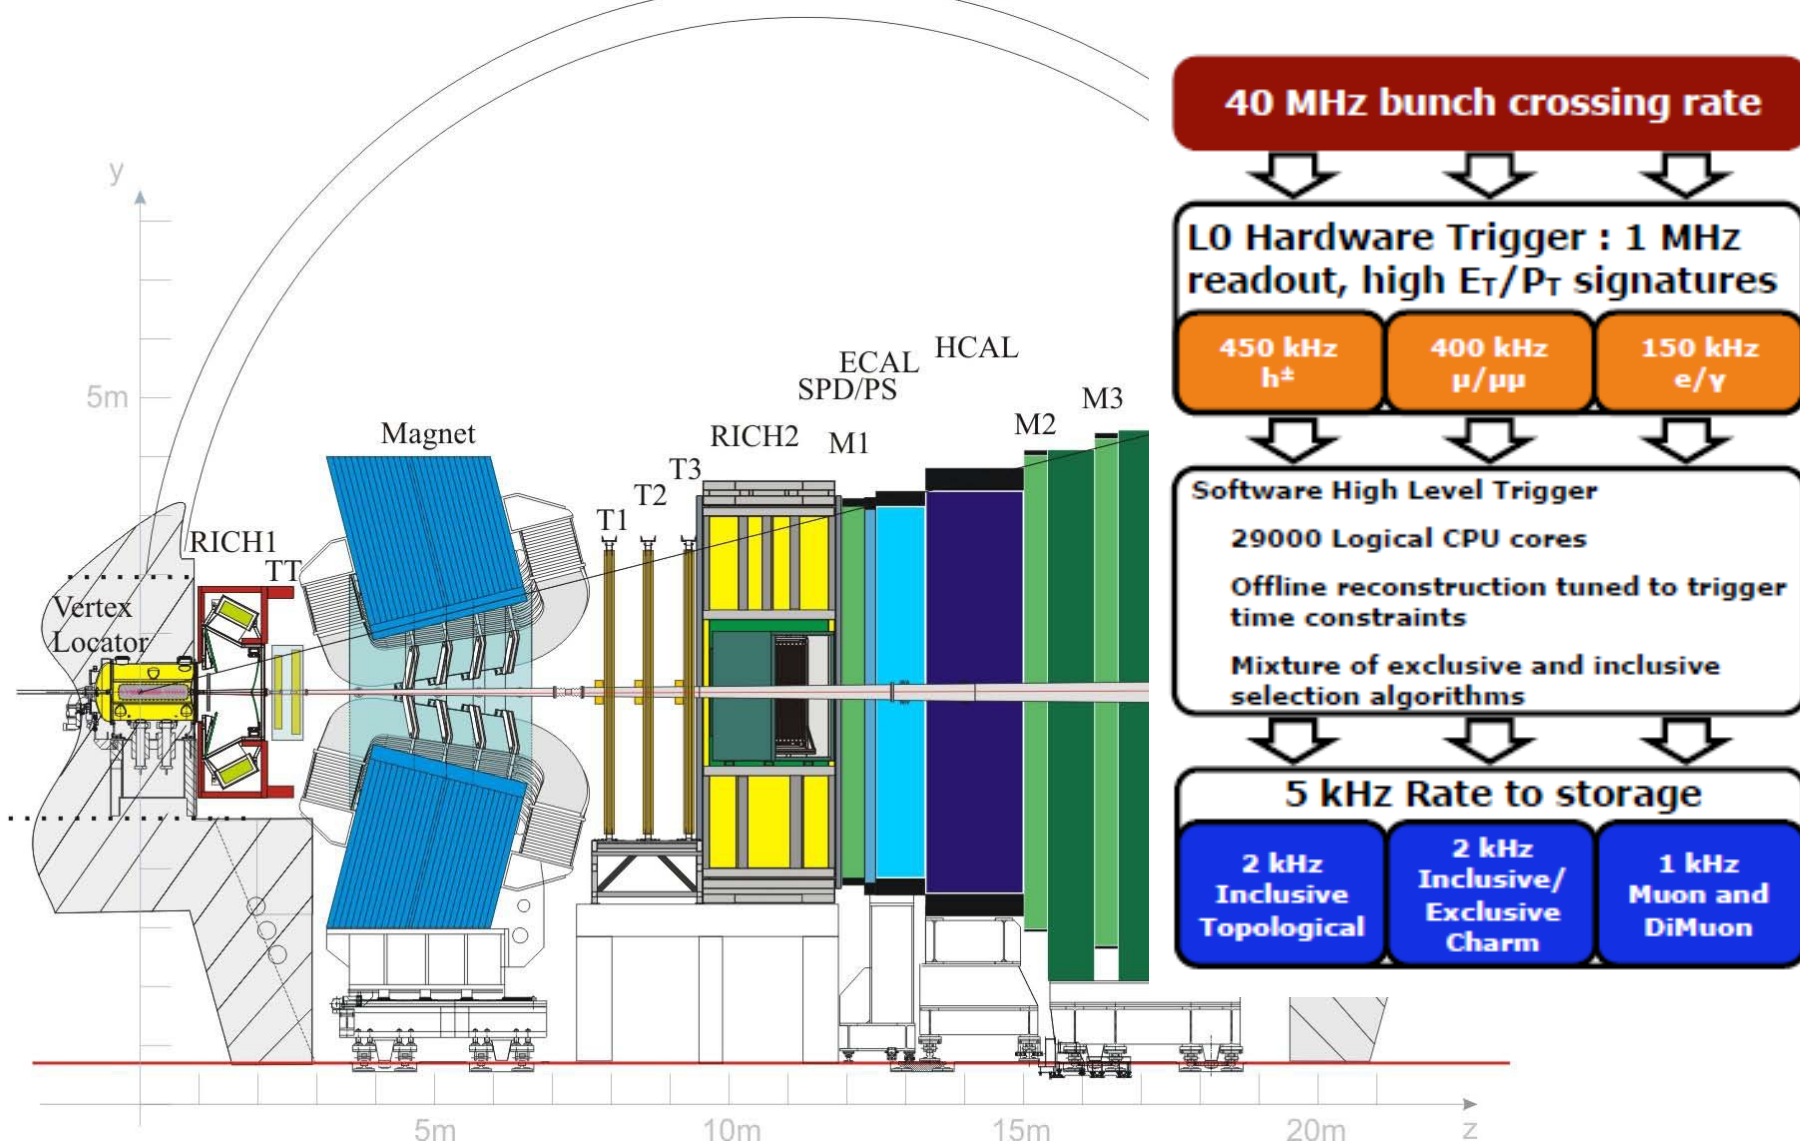 y
5m
Vertex
Locator
RICH1
TT
Magnet
T1
T2
T3
RICH2
M1
SPD/PS
ECAL
HCAL
M2
M3
5m
10m
15m
20m
z
40 MHz bunch crossing rate
L0 Hardware Trigger : 1 MHz
readout, high ET/PT signatures
450 kHz
h±
400 kHz
µ/µµ
150 kHz
e/γ
Software High Level Trigger
29000 Logical CPU cores
Offline reconstruction tuned to trigger
time constraints
Mixture of exclusive and inclusive
selection algorithms
5 kHz Rate to storage
2 kHz
Inclusive
Topological
2 kHz
Inclusive/
Exclusive
Charm
1 kHz
Muon and
DiMuon